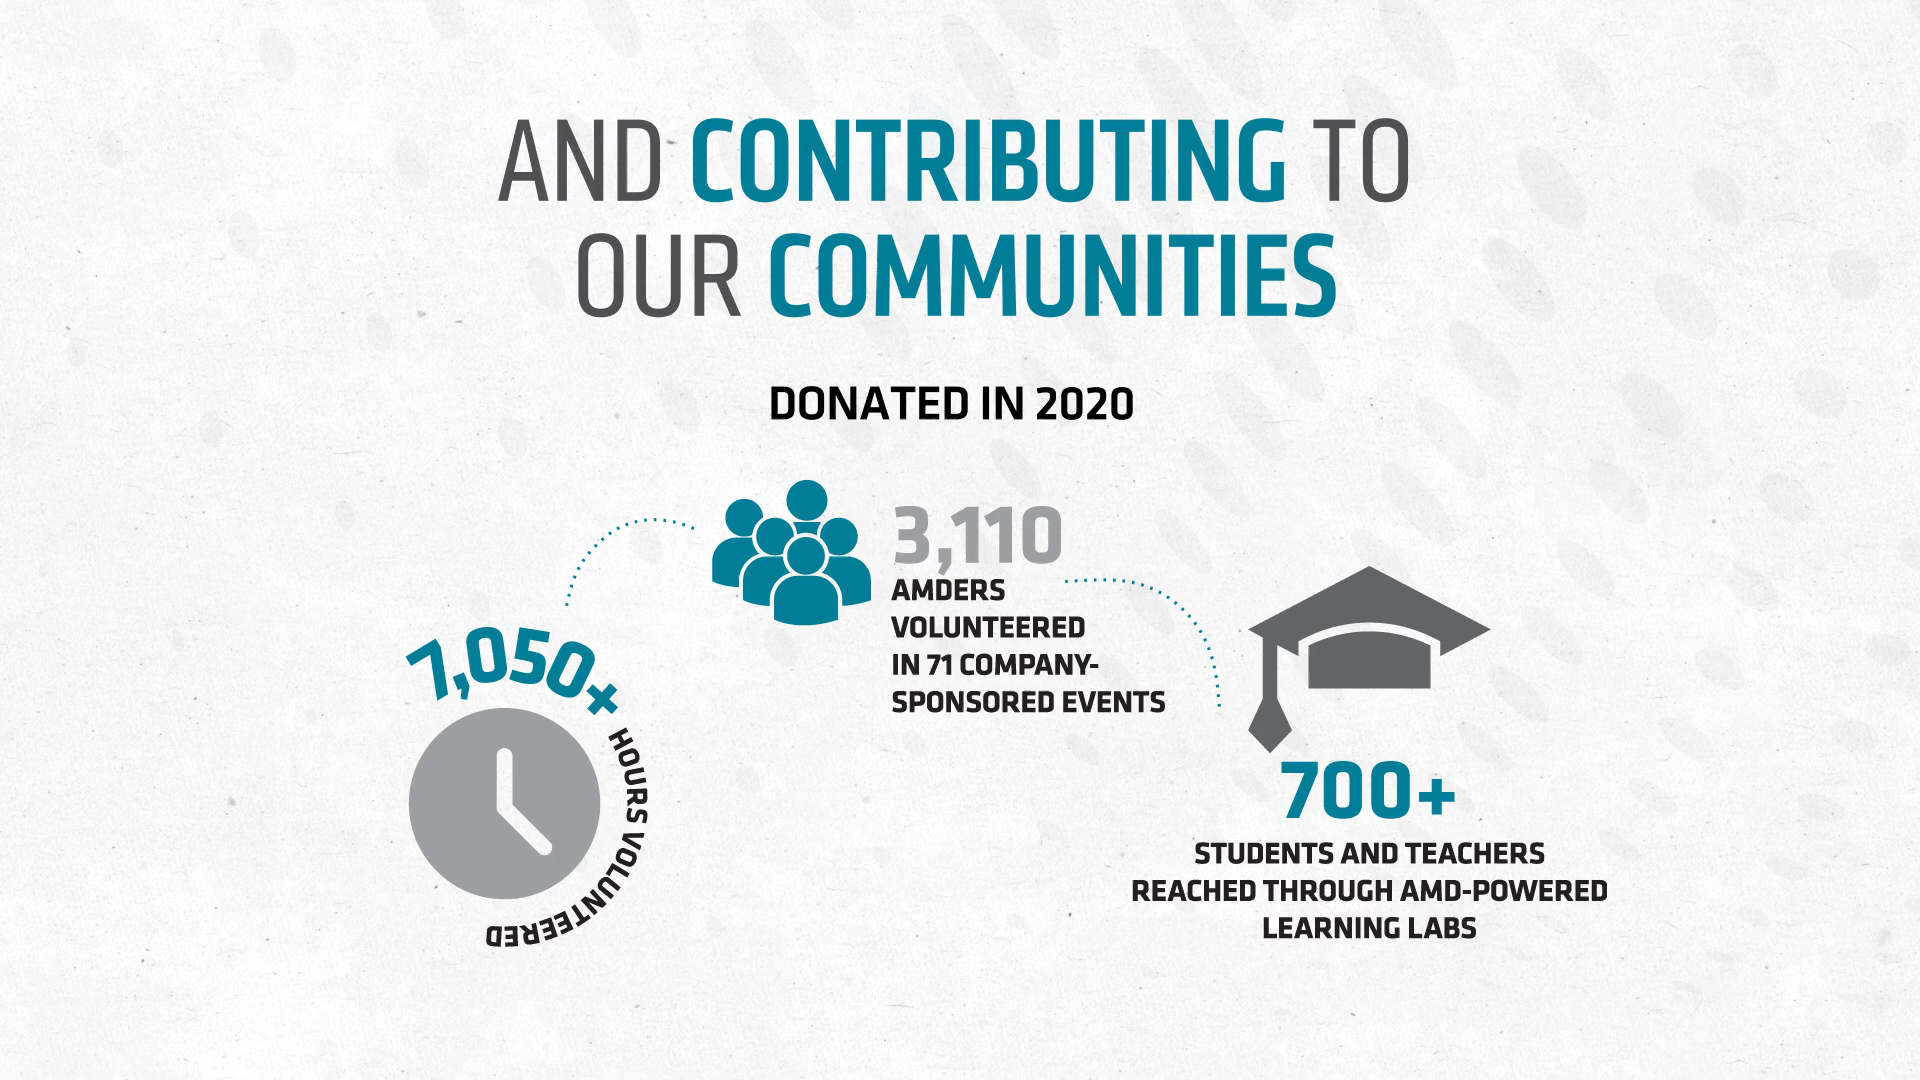 AND CONTRIBUTING TO
OUR COMMUNITIES
DONATED IN 2020
7,050+
HOURS VOLUNTEERED
3,110
AMDERS
VOLUNTEERED
IN 71 COMPANY-
SPONSORED EVENTS
700+
STUDENTS AND TEACHERS
REACHED THROUGH AMD-POWERED
LEARNING LABS